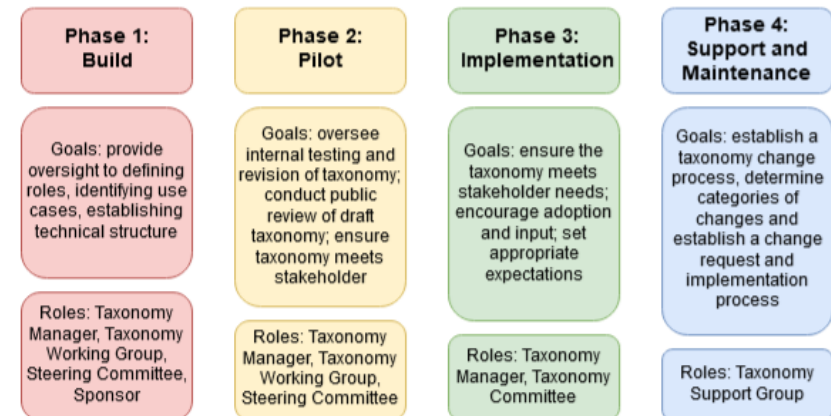 Phase 1:
Build
Goals: provide
oversight to defining
roles, identifying use
cases, establishing
technical structure
Roles: Taxonomy
Manager, Taxonomy
Working Group,
Steering Committee,
Sponsor
Phase 2:
Pilot
Goals: oversee
internal testing and
revision of taxonomy;
conduct public
review of draft
taxonomy; ensure
taxonomy meets
stakeholder
Roles: Taxonomy
Manager, Taxonomy
Working Group,
Steering Committee
Phase 3:
Implementation
Goals: ensure the
taxonomy meets
stakeholder needs;
encourage adoption
and input; set
appropriate
expectations
Roles: Taxonomy
Manager, Taxonomy
Committee
Phase 4:
Support and
Maintenance
Goals: establish a
taxonomy change
process, determine
categories of
changes and
establish a change
request and
implementation
process
Roles: Taxonomy
Support Group